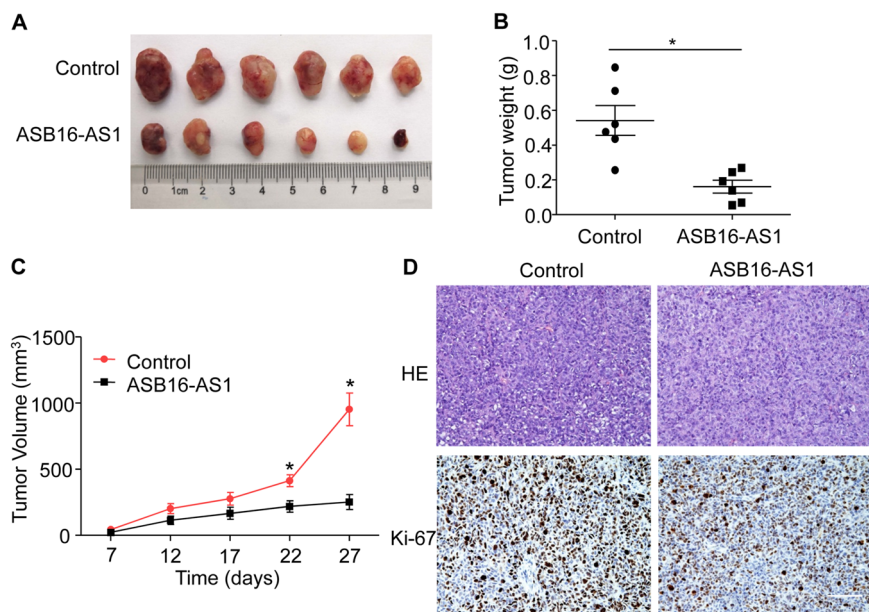 A
Control
ASB16-AS1
0 1cm 2 3 4 5 6 7 8 9
B
Tumor weight (g)
1.0
0.8
0.6
0.4
0.2
0.0
*
Control ASB16-AS1
C
Tumor Volume (mm³)
1500
1000
500
0
Control
ASB16-AS1
*
*
7 12 17 22 27
Time (days)
D
Control ASB16-AS1
HE
Ki-67